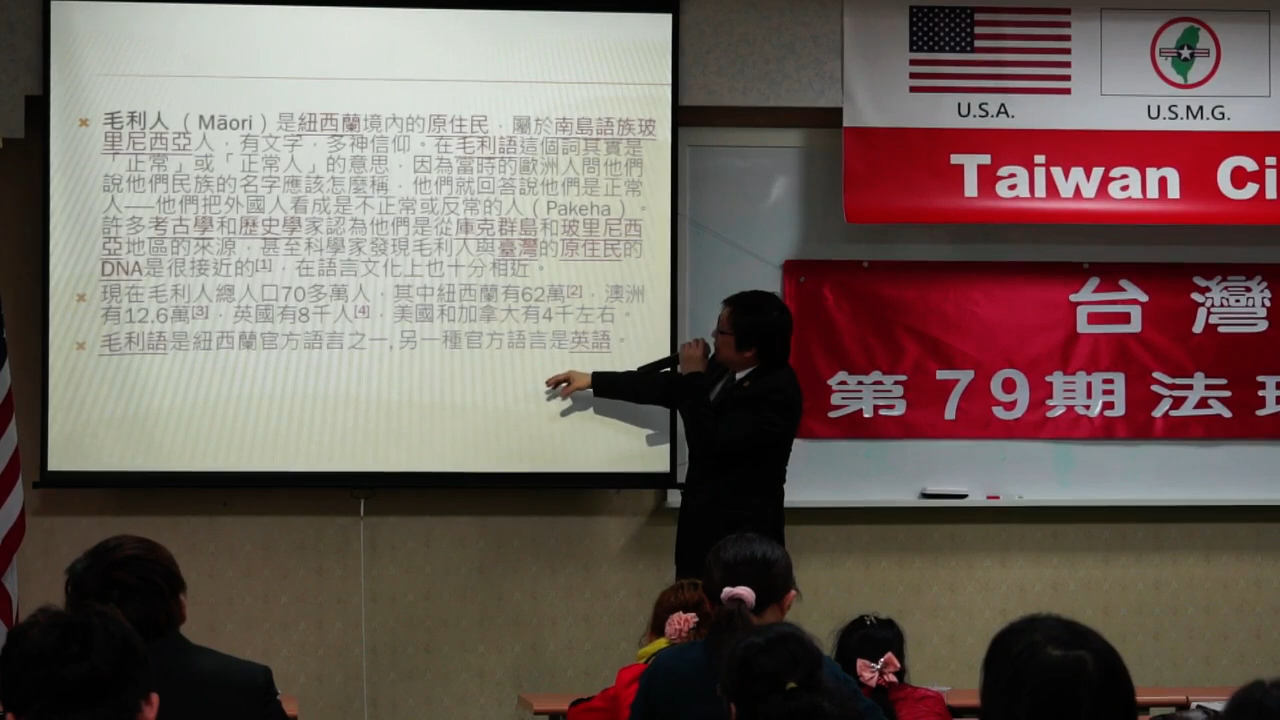 毛利人（Māori）是紐西蘭境內的原住民，屬於南島語族玻
里尼西亞人，有文字，多神信仰。在毛利語這個詞其實是
「正常」或「正常人」的意思，因為當時的歐洲人問他們
說他們民族的名字應該怎麼稱，他們就回答說他們是正常
人──他們把外國人看成是不正常或反常的人（Pakeha）。
許多考古學和歷史學家認為他們是從庫克群島和玻里尼西
亞地區的來源，甚至科學家發現毛利人與臺灣的原住民的
DNA是很接近的[1]，在語言文化上也十分相近。
現在毛利人總人口70多萬人，其中紐西蘭有62萬[2]，澳洲
有12.6萬[3]，英國有8千人[4]，美國和加拿大有4千左右。
毛利語是紐西蘭官方語言之一,另一種官方語言是英語。
U.S.A.
U.S.M.G.
Taiwan Ci
台灣
第79期法